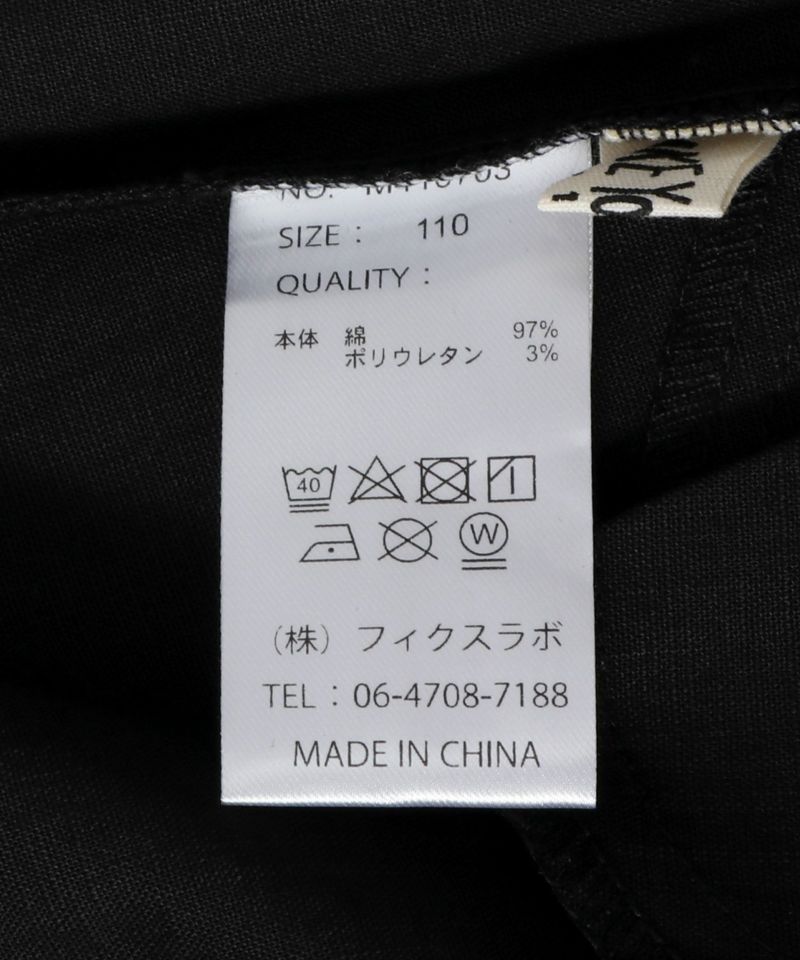 NO.
SIZE : 110
QUALITY :
本体 綿 97%
ポリウレタン 3%
40
W
(株) フィクスラボ
TEL : 06-4708-7188
MADE IN CHINA